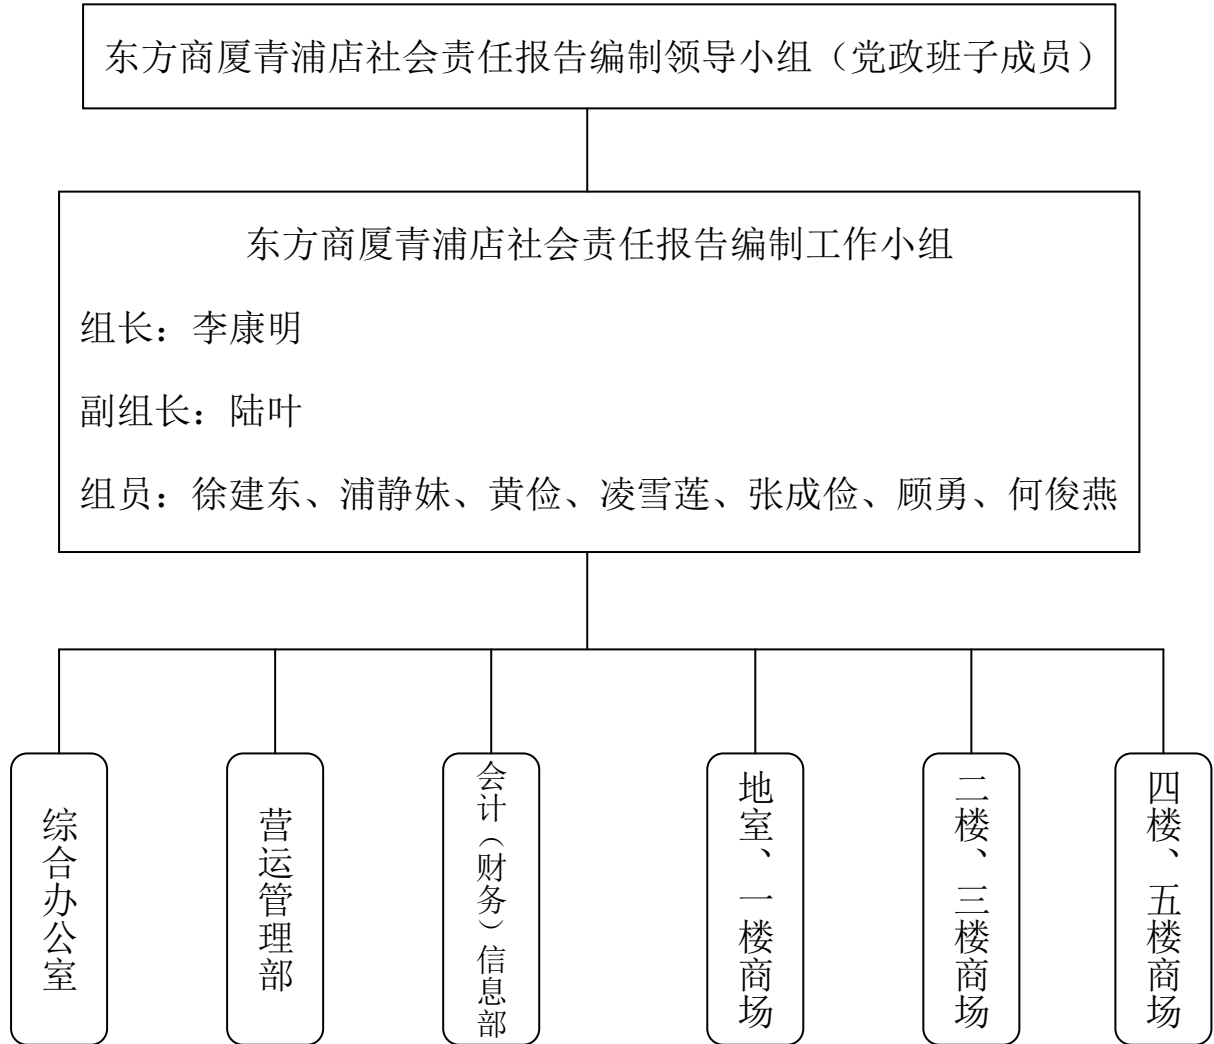 东方商厦青浦店社会责任报告编制领导小组（党政班子成员）
东方商厦青浦店社会责任报告编制工作小组
组长：李康明
副组长：陆叶
组员：徐建东、浦静妹、黄俭、凌雪莲、张成俭、顾勇、何俊燕
综合办公室
营运管理部
会计（财务）信息部
地室、一楼商场
二楼、三楼商场
四楼、五楼商场